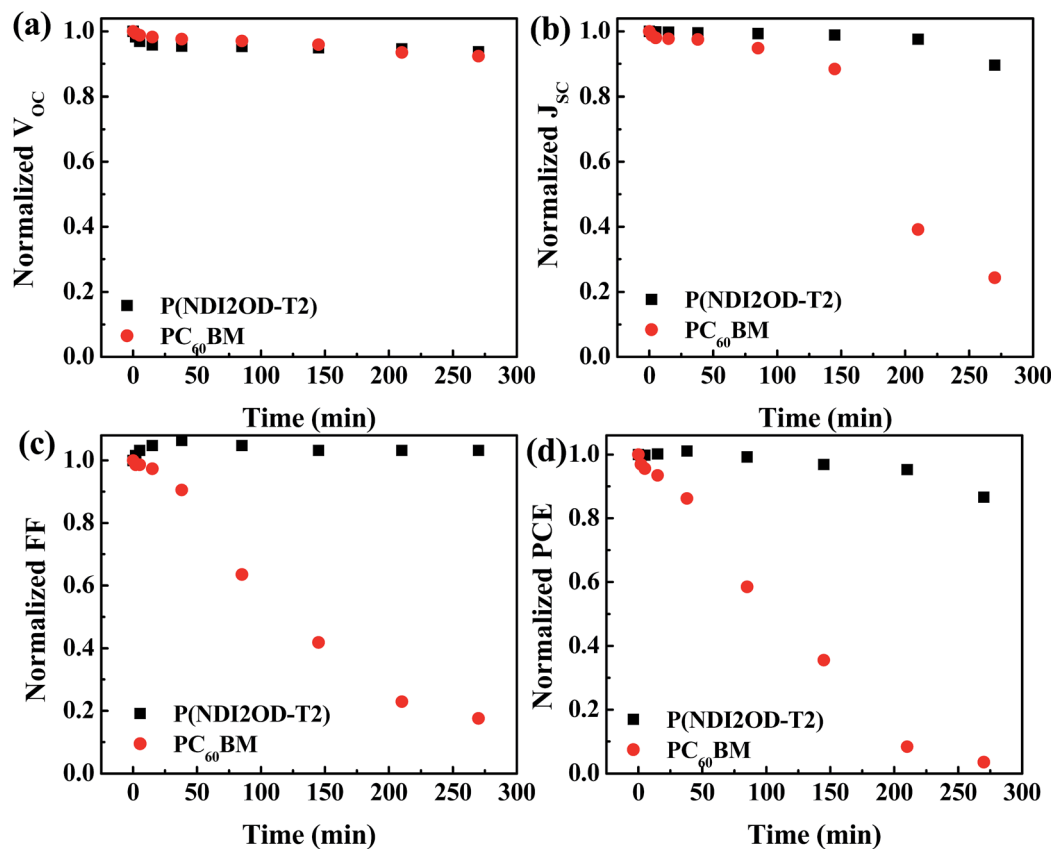 (a)
1.0
0.8
0.6
0.4
0.2
0.0
Normalized V_OC
P(NDI2OD-T2)
PC60BM
0 50 100 150 200 250 300
Time (min)
(b)
1.0
0.8
0.6
0.4
0.2
0.0
Normalized J_SC
P(NDI2OD-T2)
PC60BM
0 50 100 150 200 250 300
Time (min)
(c)
1.0
0.8
0.6
0.4
0.2
0.0
Normalized FF
P(NDI2OD-T2)
PC60BM
0 50 100 150 200 250 300
Time (min)
(d)
1.0
0.8
0.6
0.4
0.2
0.0
Normalized PCE
P(NDI2OD-T2)
PC60BM
0 50 100 150 200 250 300
Time (min)